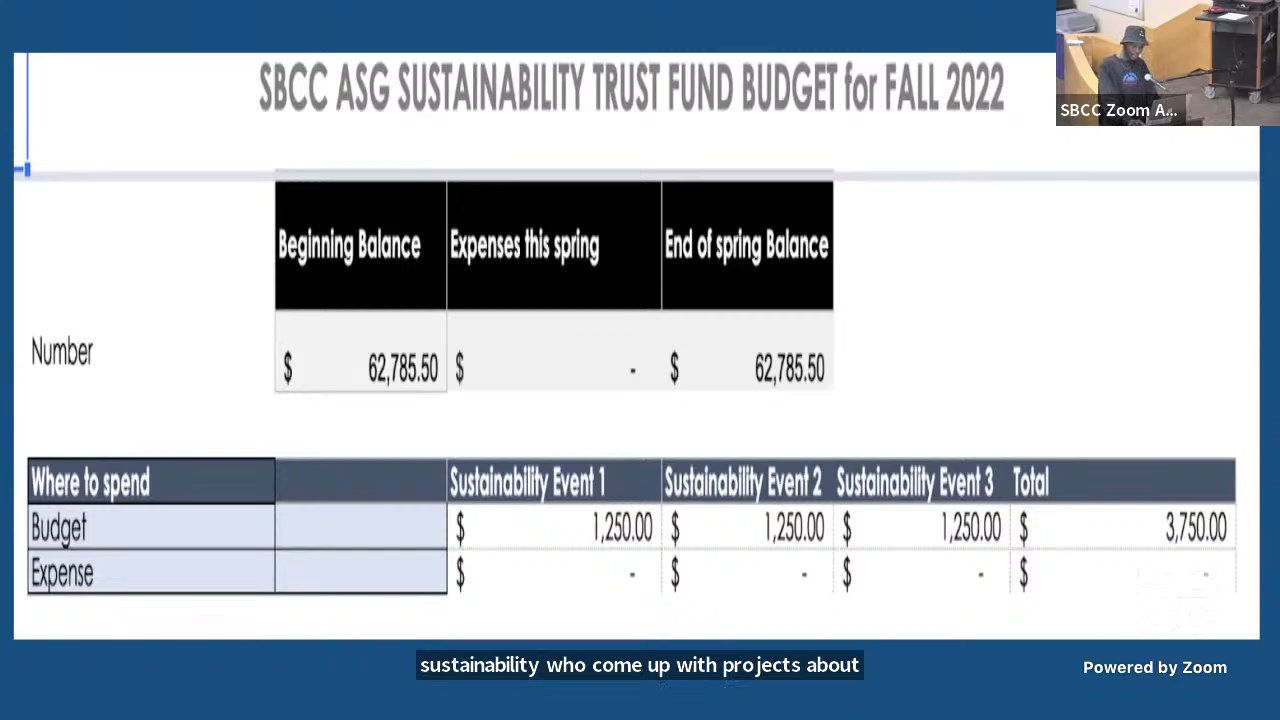 SBCC ASG SUSTAINABILITY TRUST FUND BUDGET for FALL 2022
SBCC Zoom A...
Beginning Balance Expenses this spring End of spring Balance
Number $ 62,785.50 $ - $ 62,785.50
Where to spend Sustainability Event 1 Sustainability Event 2 Sustainability Event 3 Total
Budget $ 1,250.00 $ 1,250.00 $ 1,250.00 $ 3,750.00
Expense $ - $ - $ - $ -
sustainability who come up with projects about
Powered by Zoom